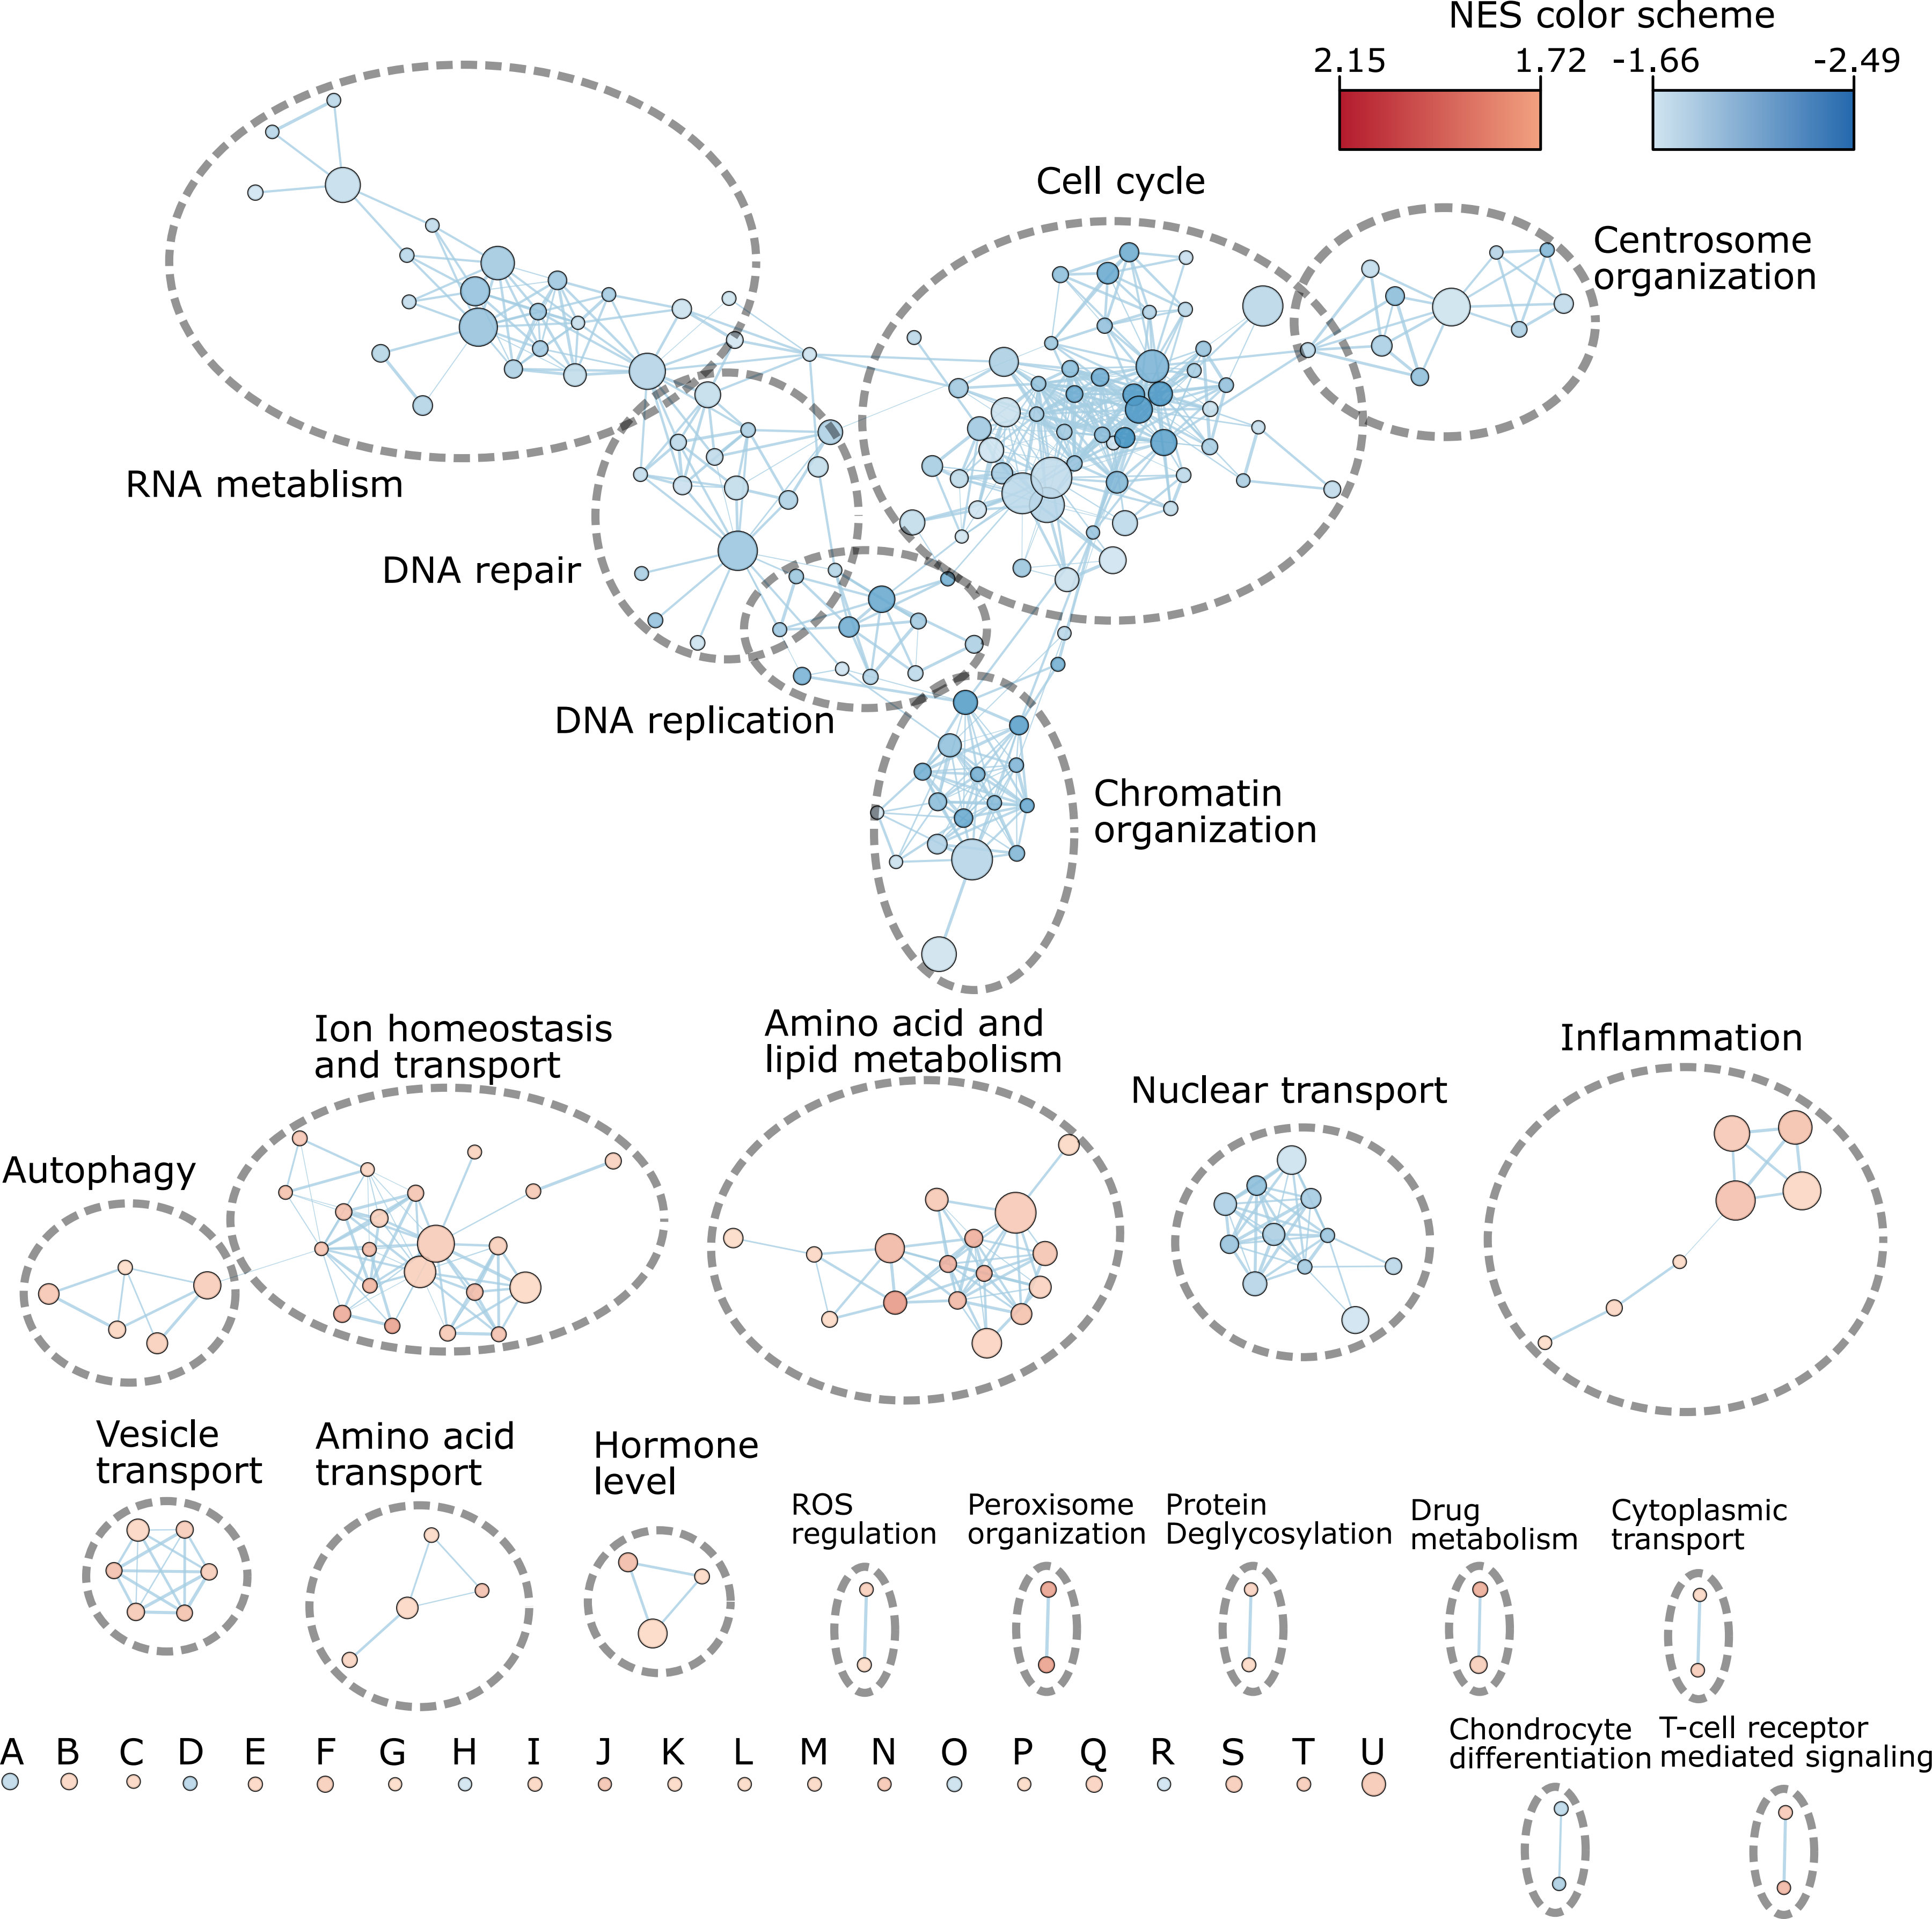 NES color scheme
2.15 1.72 -1.66 -2.49
Cell cycle
Centrosome
organization
RNA metablism
DNA repair
DNA replication
Chromatin
organization
Ion homeostasis
and transport
Amino acid and
lipid metabolism
Inflammation
Nuclear transport
Autophagy
Vesicle
transport
Amino acid
transport
Hormone
level
ROS
regulation
Peroxisome
organization
Protein
Deglycosylation
Drug
metabolism
Cytoplasmic
transport
A B C D E F G H I J K L M N O P Q R S T U
Chondrocyte
differentiation
T-cell receptor
mediated signaling